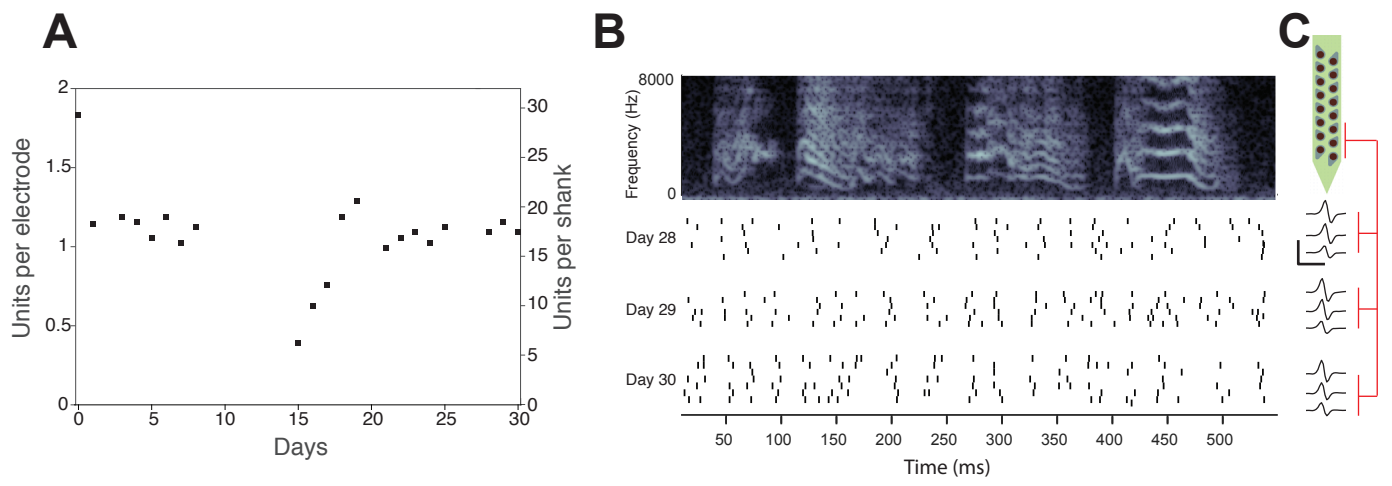 A
Units per electrode
2
1.5
1
0.5
0
0
5
10
15
20
25
30
Days
30
25
20
15
10
5
0
Units per shank
B
Frequency (Hz)
8000
0
Day 28
Day 29
Day 30
50 100 150 200 250 300 350 400 450 500
Time (ms)
C